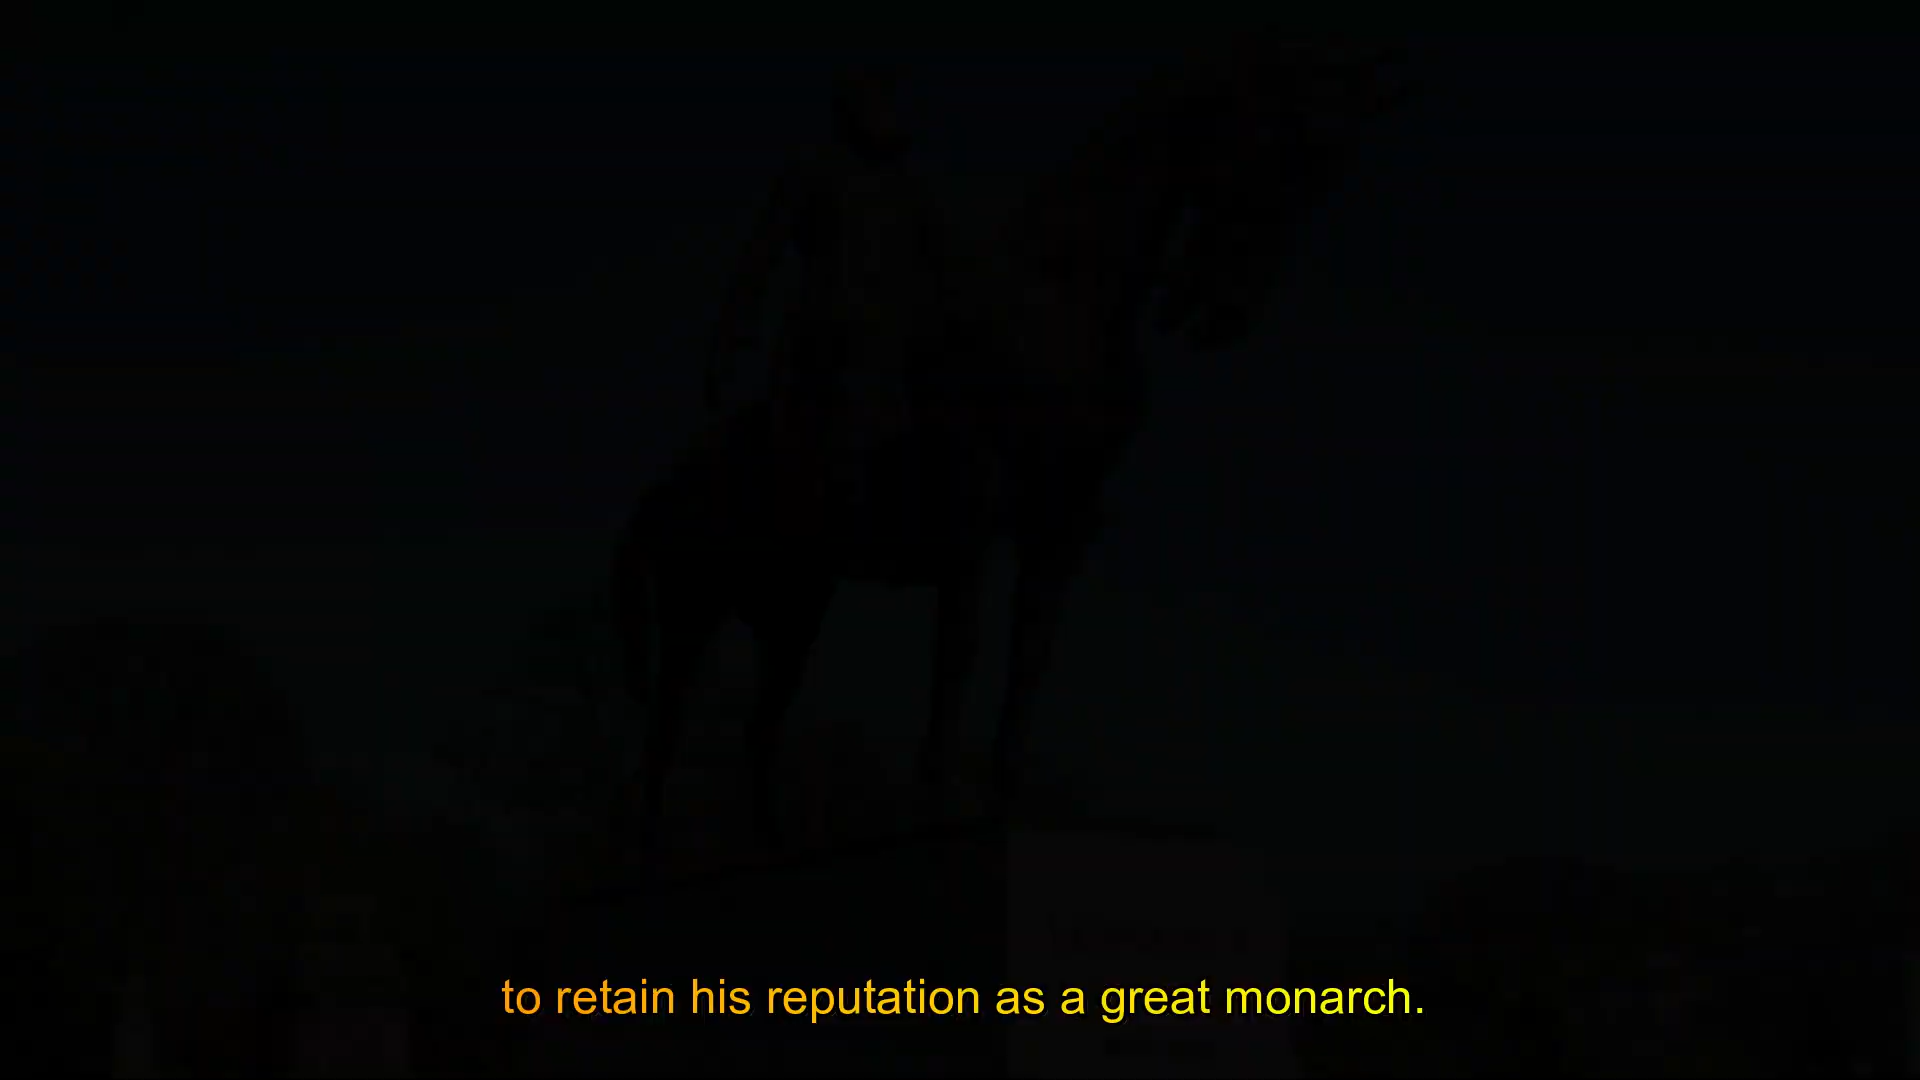 to retain his reputation as a great monarch.